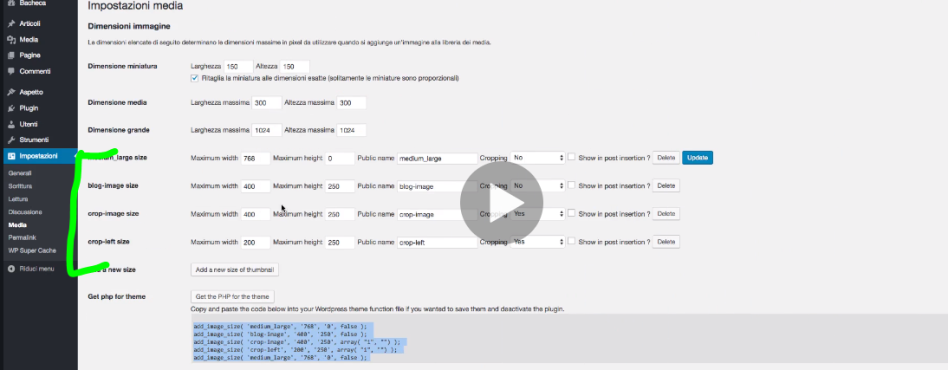 Bacheca
Articoli
Media
Pagine
Commenti
Aspetto
Plugin
Utenti
Strumenti
Impostazioni
Generali
Scrittura
Lettura
Discussione
Media
Permalink
WP Super Cache
Riduci menu
Impostazioni media
Dimensioni immagine
Le dimensioni elencate di seguito determinano le dimensioni massime in pixel da utilizzare quando si aggiunge un'immagine alla libreria dei media.
Dimensione miniatura Larghezza 150 Altezza 150
Ritaglia la miniatura alle dimensioni esatte (solitamente le miniature sono proporzionali)
Dimensione media Larghezza massima 300 Altezza massima 300
Dimensione grande Larghezza massima 1024 Altezza massima 1024
medium_large size Maximum width 768 Maximum height 0 Public name medium_large Cropping No Show in post insertion ? Delete Update
blog-image size Maximum width 400 Maximum height 250 Public name blog-image Cropping No Show in post insertion ? Delete
crop-image size Maximum width 400 Maximum height 250 Public name crop-image Cropping Yes Show in post insertion ? Delete
crop-left size Maximum width 200 Maximum height 250 Public name crop-left Cropping Yes Show in post insertion ? Delete
a new size Add a new size of thumbnail
Get php for theme Get the PHP for the theme
Copy and paste the code below into your Wordpress theme function file if you wanted to save them and deactivate the plugin.
add_image_size( 'medium_large', '768', '0', false );
add_image_size( 'blog-image', '400', '250', false );
add_image_size( 'crop-image', '400', '250', array( "1", "") );
add_image_size( 'crop-left', '200', '250', array( "1", "") );
add_image_size( 'medium_large', '768', '0', false );